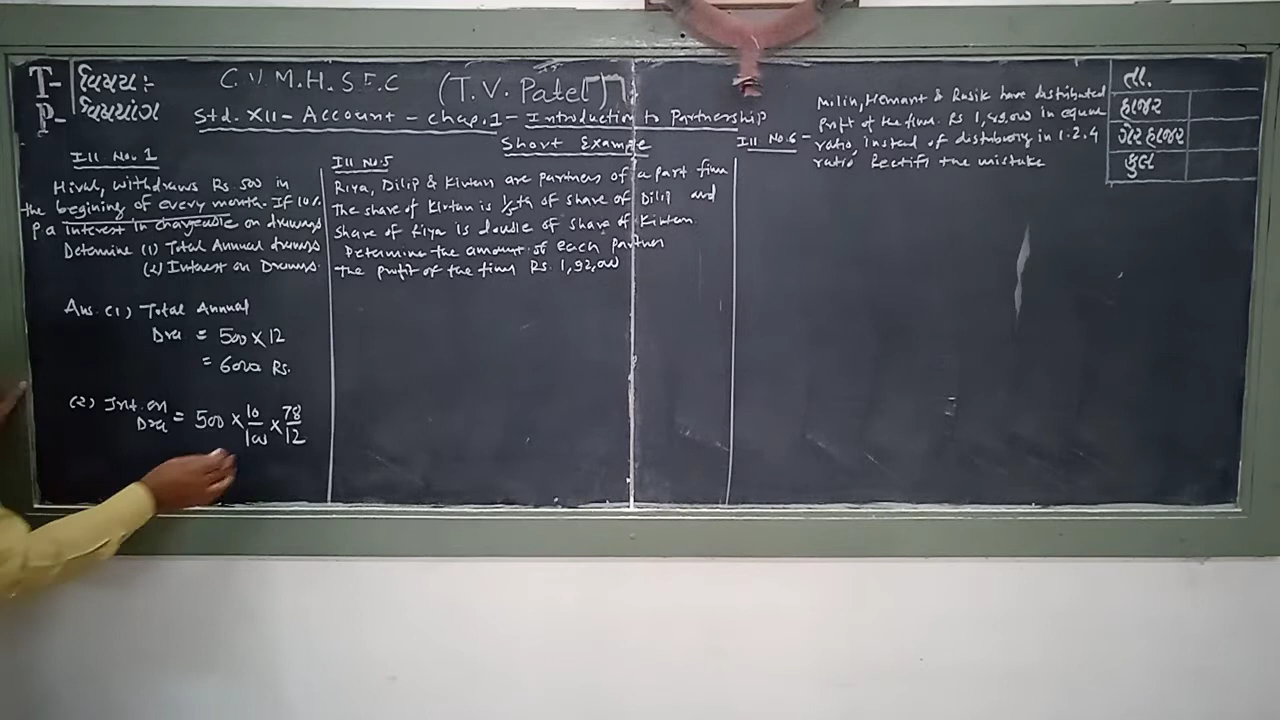 T-
P-
વિષય:
વિષયાંગ
C.V.M.H.S.E.C (T.V. Patel)
Std. XII - Account - Chap. 1 - Introduction to Partnership
Short Example
Ill No. 1
Hiral, withdraws Rs. 500 in
the begining of every month. If 10%
p a interest in chargeable on drawings
Determine (1) Total Annual drawings
(2) Interest on Drawings.
Ans. (1) Total Annual
Dra = 500 × 12
= 6000 Rs.
(2) Int. on
Dra = 500 × 10/100 × 78/12
Ill No. 5
Riya, Dilip & Kirtan are partners of a part firm
The share of Kirtan is 1/5th of share of Dilip and
share of Riya is double of share of Kirtan.
Determine the amount of each partner
the profit of the firm Rs. 1,92,000
Ill No. 6 -
Milin, Hemant & Rasik have distributed
profit of the firm. Rs in equal
ratio, instead of distributing in 1.2.4
ratio. Rectify the mistake
તા.
હાજર
ગેર હાજર
કુલ